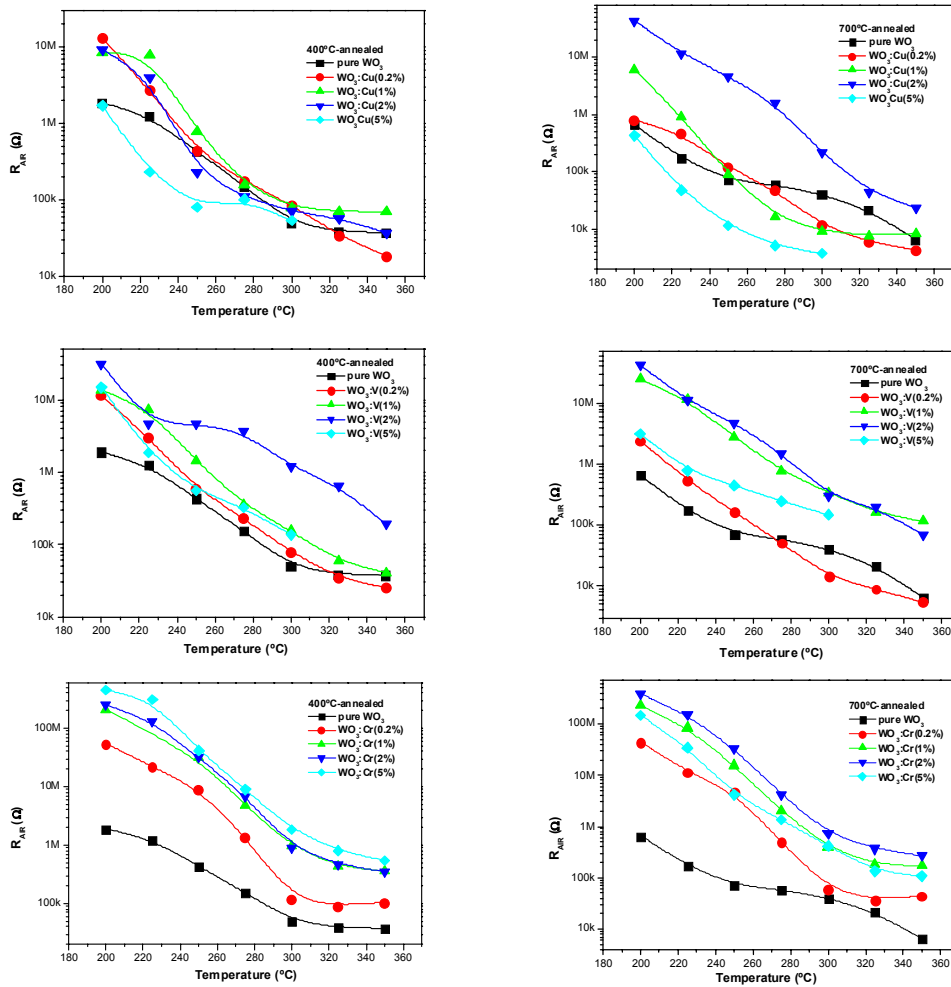 400ºC-annealed
pure WO3
WO3:Cu(0.2%)
WO3:Cu(1%)
WO3:Cu(2%)
WO3Cu(5%)
10M
1M
100k
10k
RAIR (Ω)
180 200 220 240 260 280 300 320 340 360
Temperature (ºC)
700ºC-annealed
pure WO3
WO3:Cu(0.2%)
WO3:Cu(1%)
WO3:Cu(2%)
WO3Cu(5%)
10M
1M
100k
10k
RAIR (Ω)
180 200 220 240 260 280 300 320 340 360
Temperature (ºC)
400ºC-annealed
pure WO3
WO3:V(0.2%)
WO3:V(1%)
WO3:V(2%)
WO3:V(5%)
10M
1M
100k
10k
RAIR (Ω)
180 200 220 240 260 280 300 320 340 360
Temperature (ºC)
700ºC-annealed
pure WO3
WO3:V(0.2%)
WO3:V(1%)
WO3:V(2%)
WO3:V(5%)
10M
1M
100k
10k
RAIR (Ω)
180 200 220 240 260 280 300 320 340 360
Temperature (ºC)
400ºC-annealed
pure WO3
WO3:Cr(0.2%)
WO3:Cr(1%)
WO3:Cr(2%)
WO3:Cr(5%)
100M
10M
1M
100k
RAIR (Ω)
180 200 220 240 260 280 300 320 340 360
Temperature (ºC)
700ºC-annealed
pure WO3
WO3:Cr(0.2%)
WO3:Cr(1%)
WO3:Cr(2%)
WO3:Cr(5%)
100M
10M
1M
100k
10k
RAIR (Ω)
180 200 220 240 260 280 300 320 340 360
Temperature (ºC)